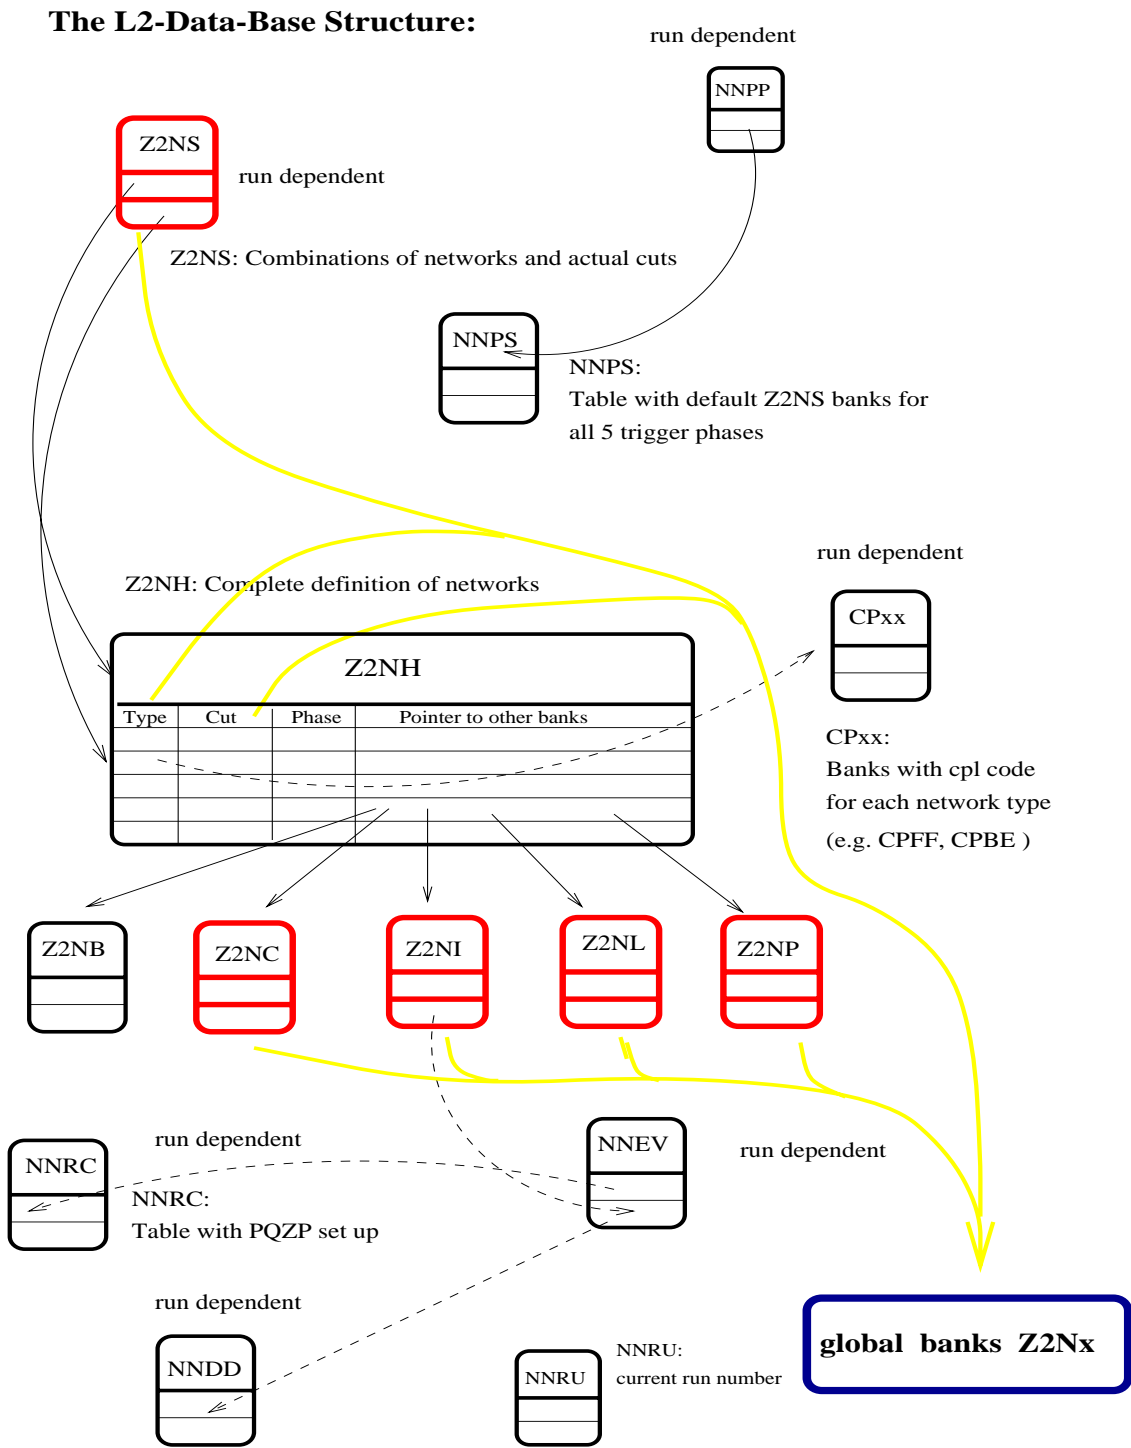 The L2-Data-Base Structure:
run dependent
NNPP
Z2NS
run dependent
Z2NS: Combinations of networks and actual cuts
NNPS
NNPS:
Table with default Z2NS banks for
all 5 trigger phases
run dependent
Z2NH: Complete definition of networks
CPxx
Z2NH
Type Cut Phase Pointer to other banks
CPxx:
Banks with cpl code
for each network type
(e.g. CPFF, CPBE )
Z2NB Z2NC Z2NI Z2NL Z2NP
run dependent
NNEV
run dependent
NNRC
NNRC:
Table with PQZP set up
run dependent
NNDD
NNRU
NNRU:
current run number
global banks Z2Nx